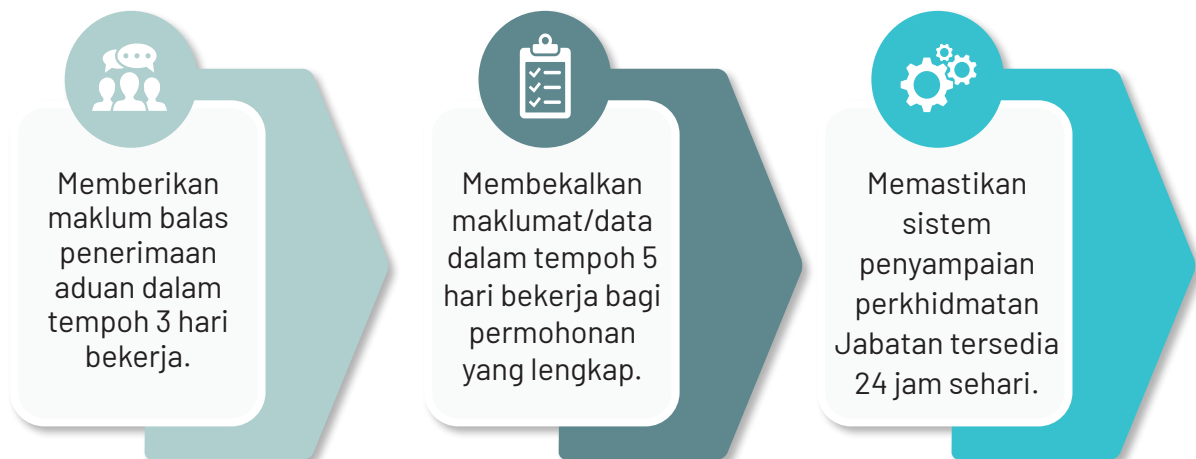 Memberikan
maklum balas
penerimaan
aduan dalam
tempoh 3 hari
bekerja.
Membekalkan
maklumat/data
dalam tempoh 5
hari bekerja bagi
permohonan
yang lengkap.
Memastikan
sistem
penyampaian
perkhidmatan
Jabatan tersedia
24 jam sehari.